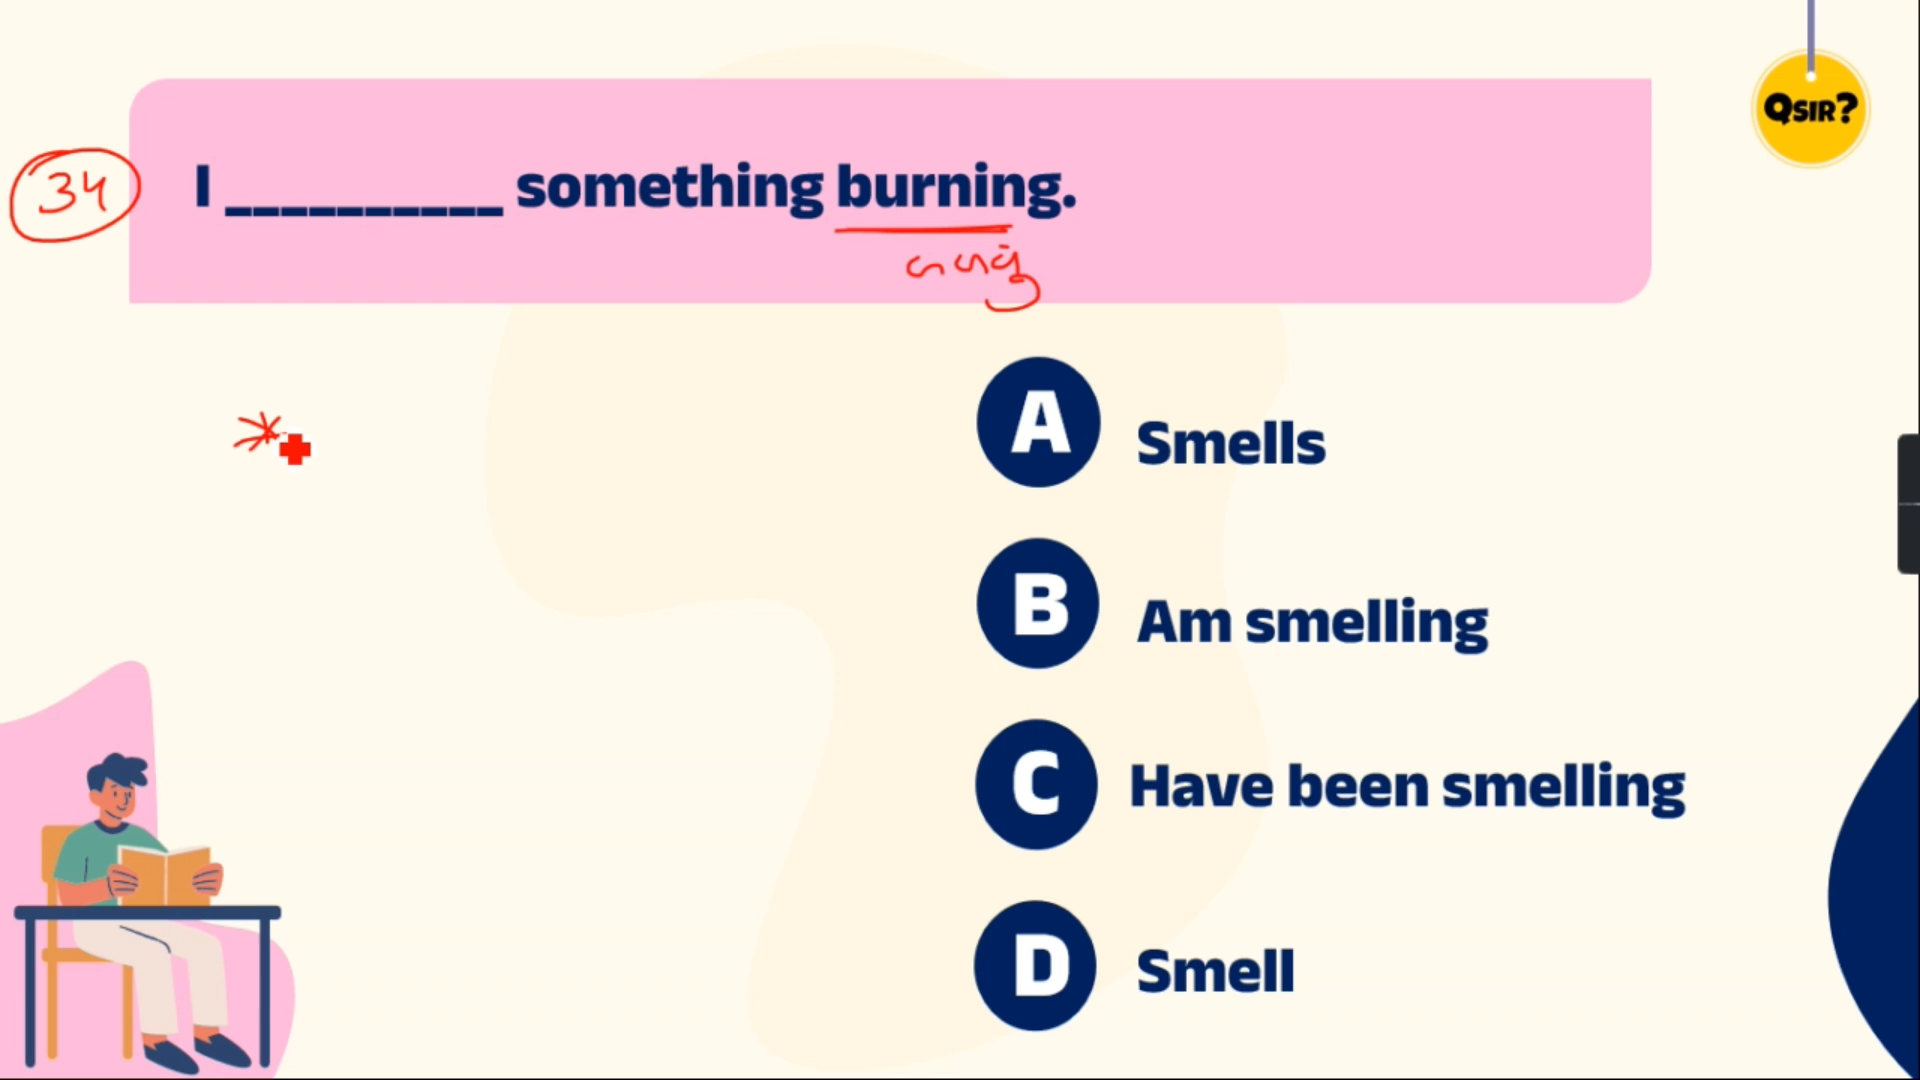 QSIR?
34
I __________ something burning.
A Smells
B Am smelling
C Have been smelling
D Smell